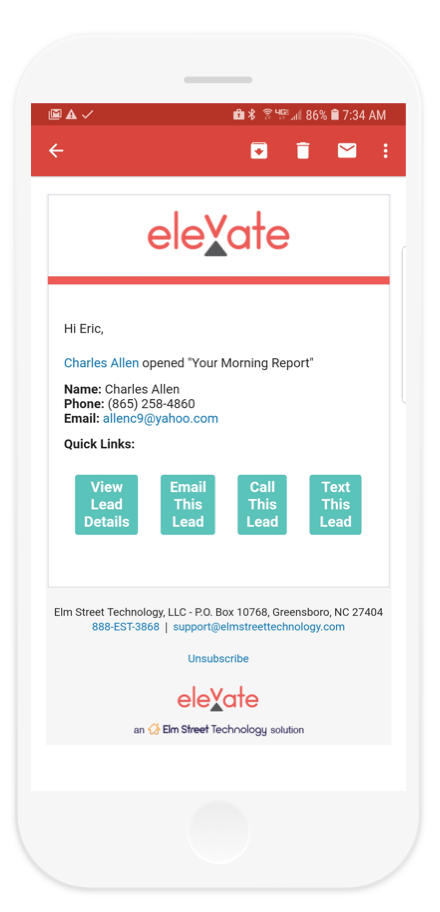 4GE 86% 7:34 AM
elevate
Hi Eric,
Charles Allen opened "Your Morning Report"
Name: Charles Allen
Phone: (865) 258-4860
Email: allenc9@yahoo.com
Quick Links:
View Lead Details
Email This Lead
Call This Lead
Text This Lead
Elm Street Technology, LLC - P.O. Box 10768, Greensboro, NC 27404
888-EST-3868 | support@elmstreettechnology.com
Unsubscribe
elevate
an Elm Street Technology solution